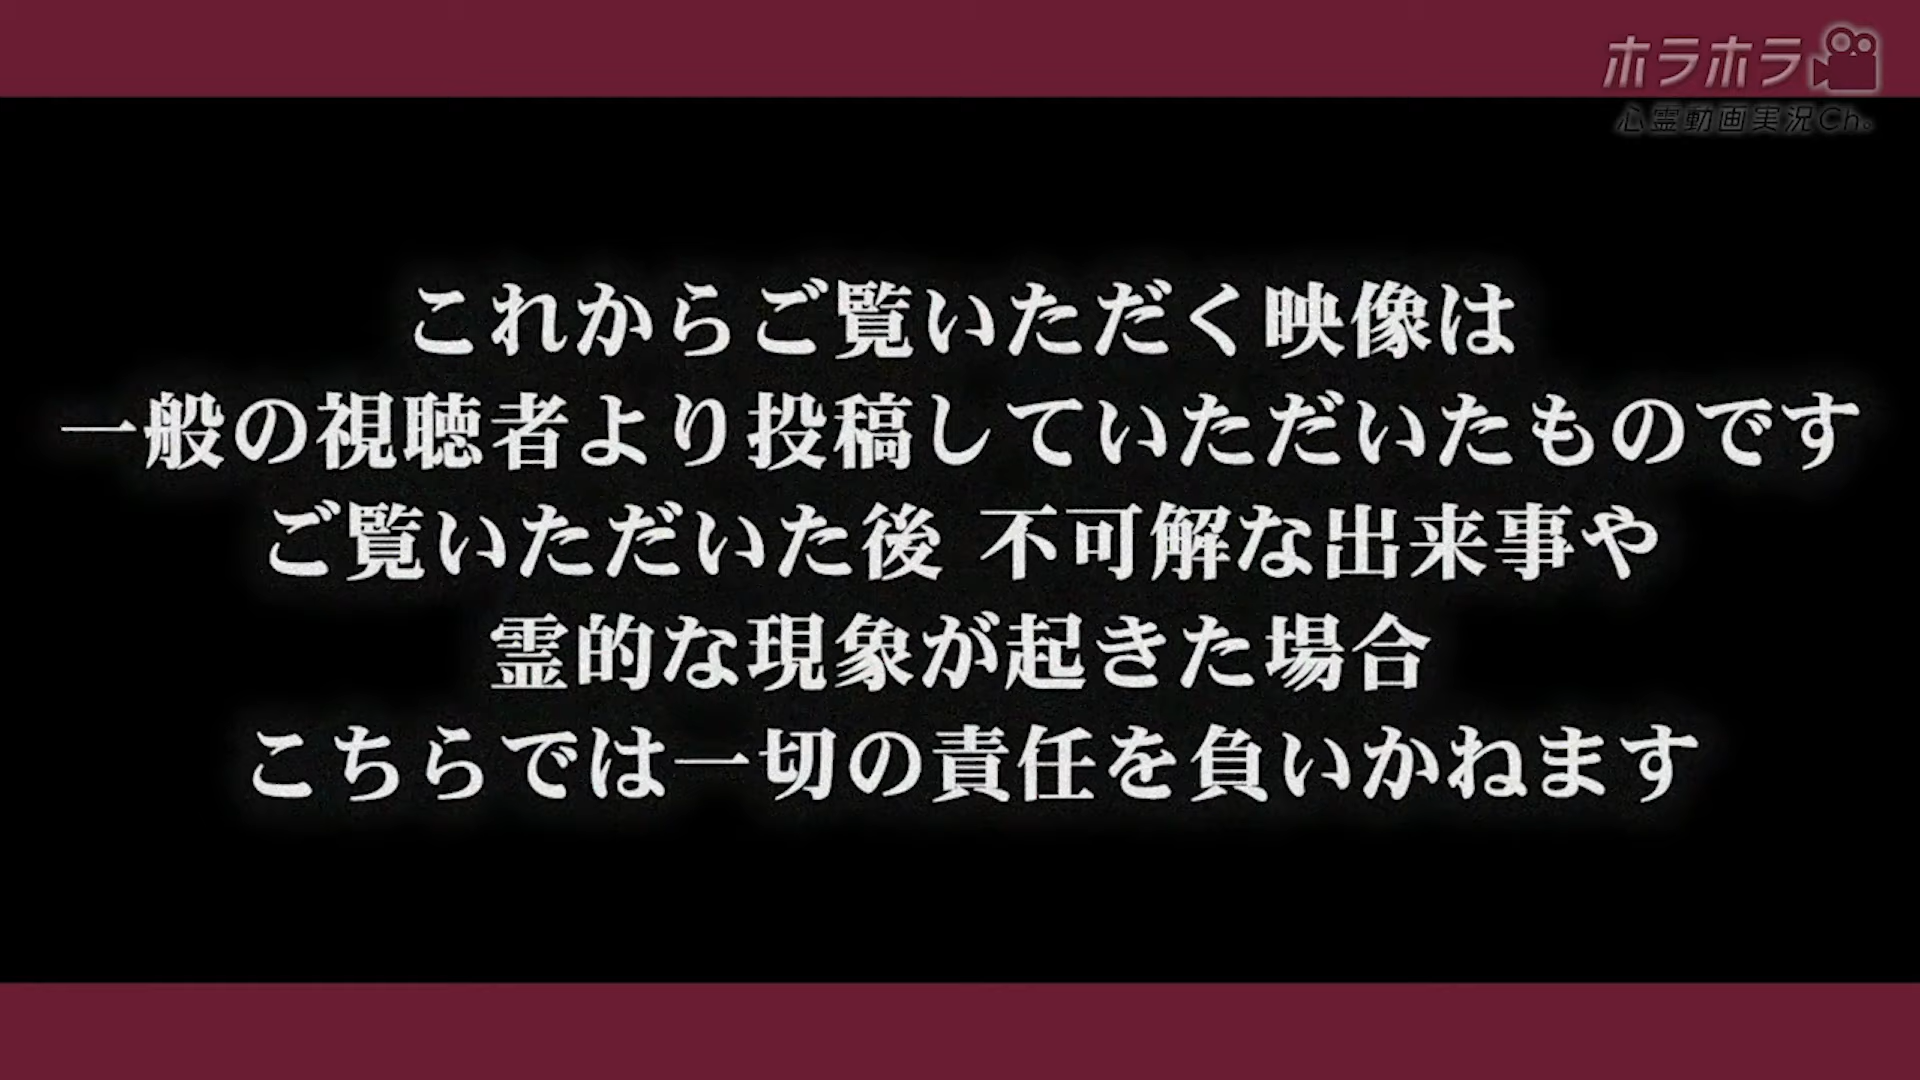 ホラホラ
心霊動画実況Ch。
これからご覧いただく映像は
一般の視聴者より投稿していただいたものです
ご覧いただいた後 不可解な出来事や
霊的な現象が起きた場合
こちらでは一切の責任を負いかねます